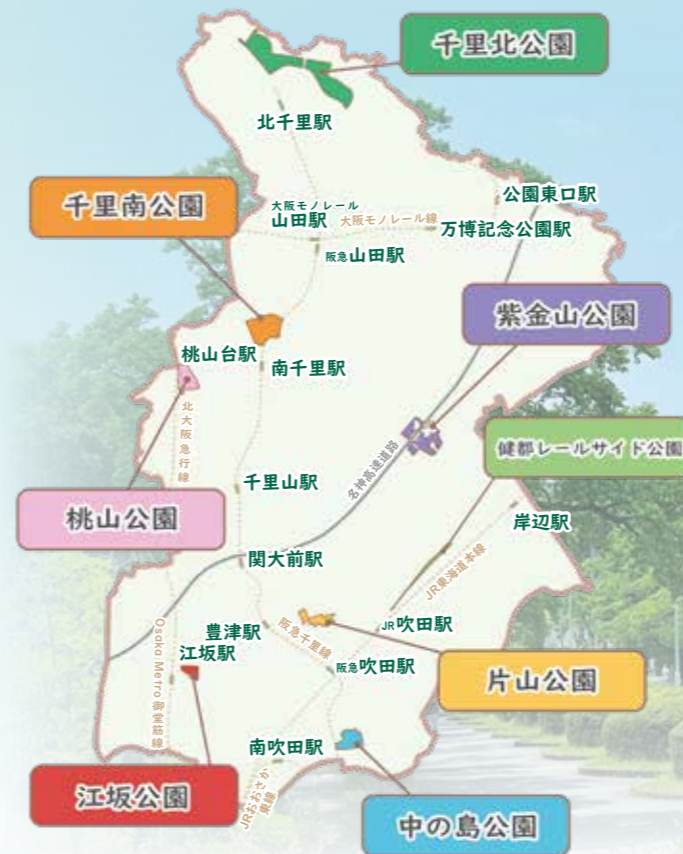 千里北公園
北千里駅
千里南公園
大阪モノレール
山田駅
大阪モノレール線
公園東口駅
万博記念公園駅
阪急山田駅
紫金山公園
桃山台駅
南千里駅
北大阪急行線
名神高速道路
健都レールサイド公園
千里山駅
桃山公園
岸辺駅
関大前駅
JR東海道本線
豊津駅
阪急千里線
JR吹田駅
江坂駅
Osaka Metro 御堂筋線
阪急吹田駅
片山公園
南吹田駅
江坂公園
JRおおさか
東線
中の島公園